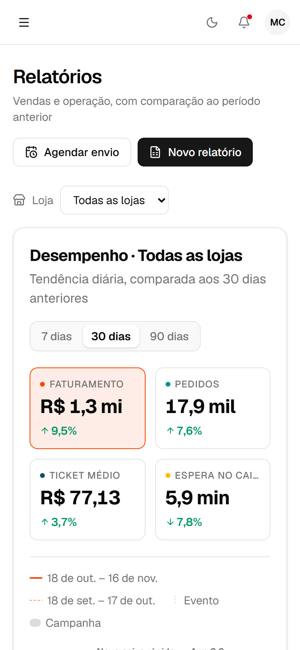 MC
Relatórios
Vendas e operação, com comparação ao período
anterior
Agendar envio
Novo relatório
Loja
Todas as lojas
Desempenho · Todas as lojas
Tendência diária, comparada aos 30 dias
anteriores
7 dias 30 dias 90 dias
FATURAMENTO
R$ 1,3 mi
↑ 9,5%
PEDIDOS
17,9 mil
↑ 7,6%
TICKET MÉDIO
R$ 77,13
↑ 3,7%
ESPERA NO CAI...
5,9 min
↓ 7,8%
18 de out. – 16 de nov.
18 de set. – 17 de out.
Evento
Campanha